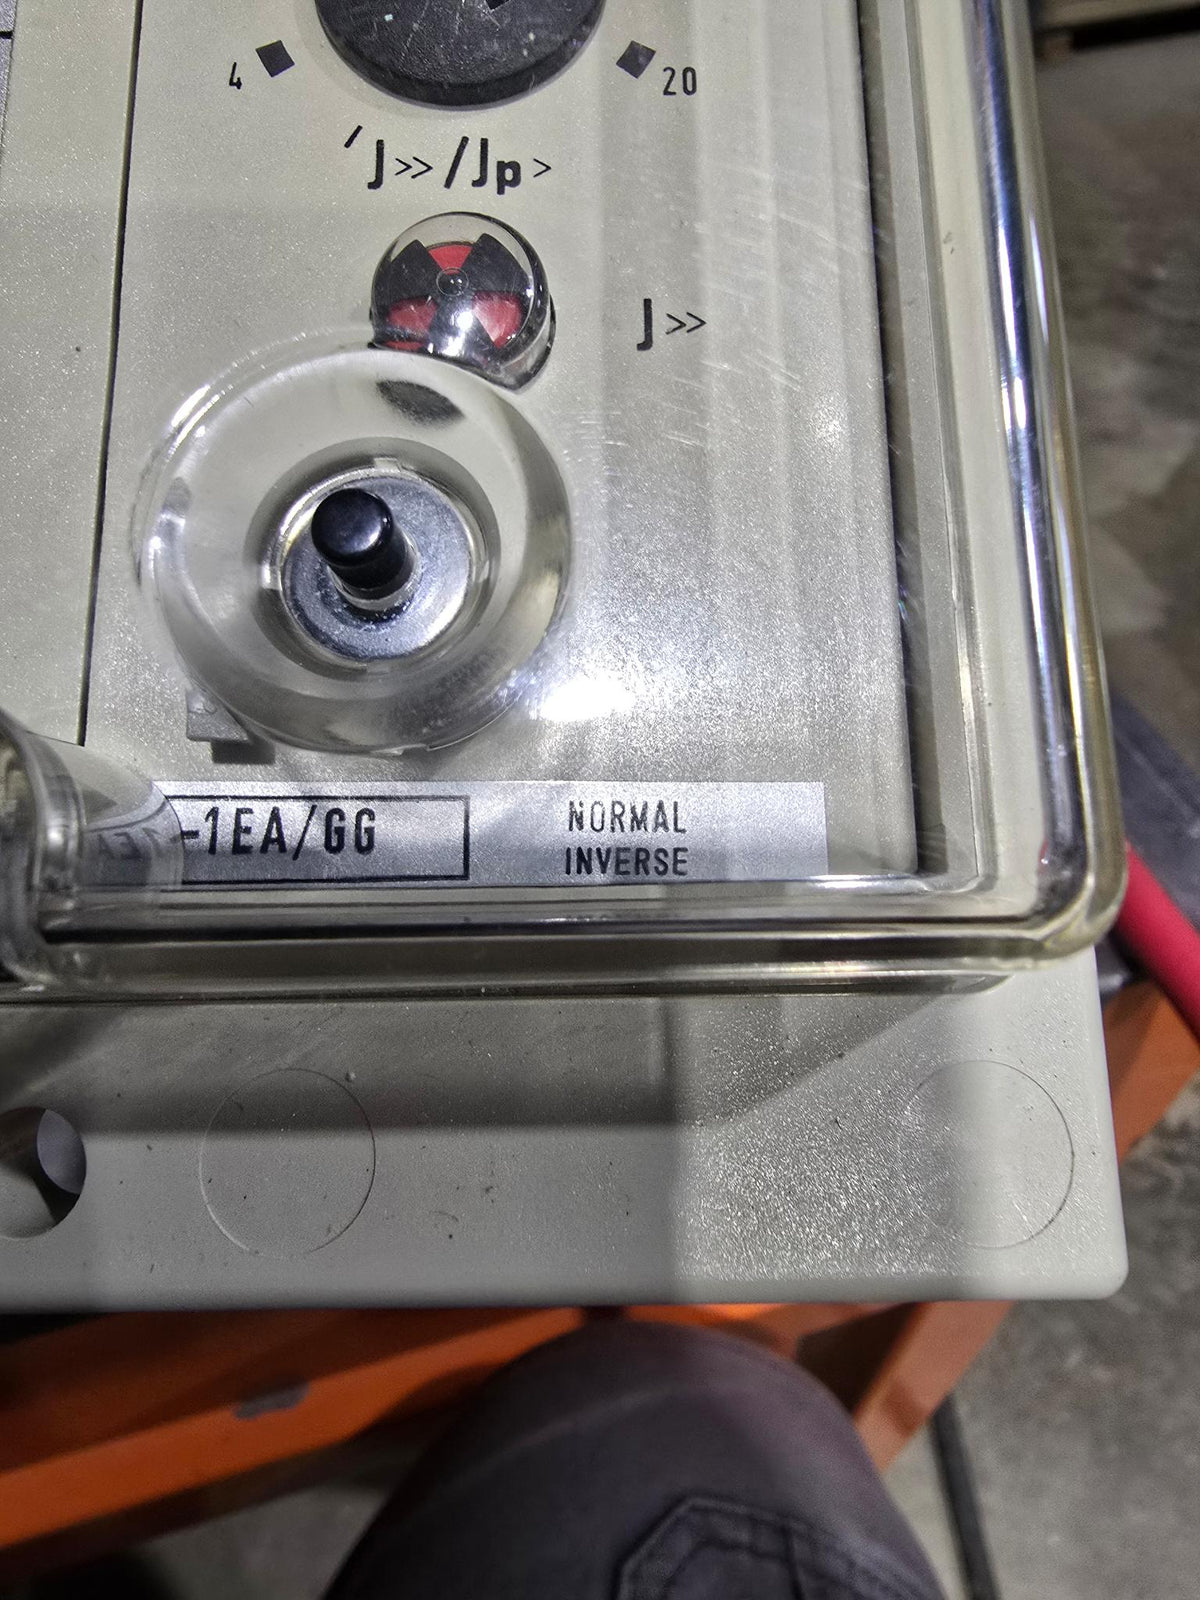 4
20
J>>/Jp>
J>>
-1EA/GG
NORMAL
INVERSE